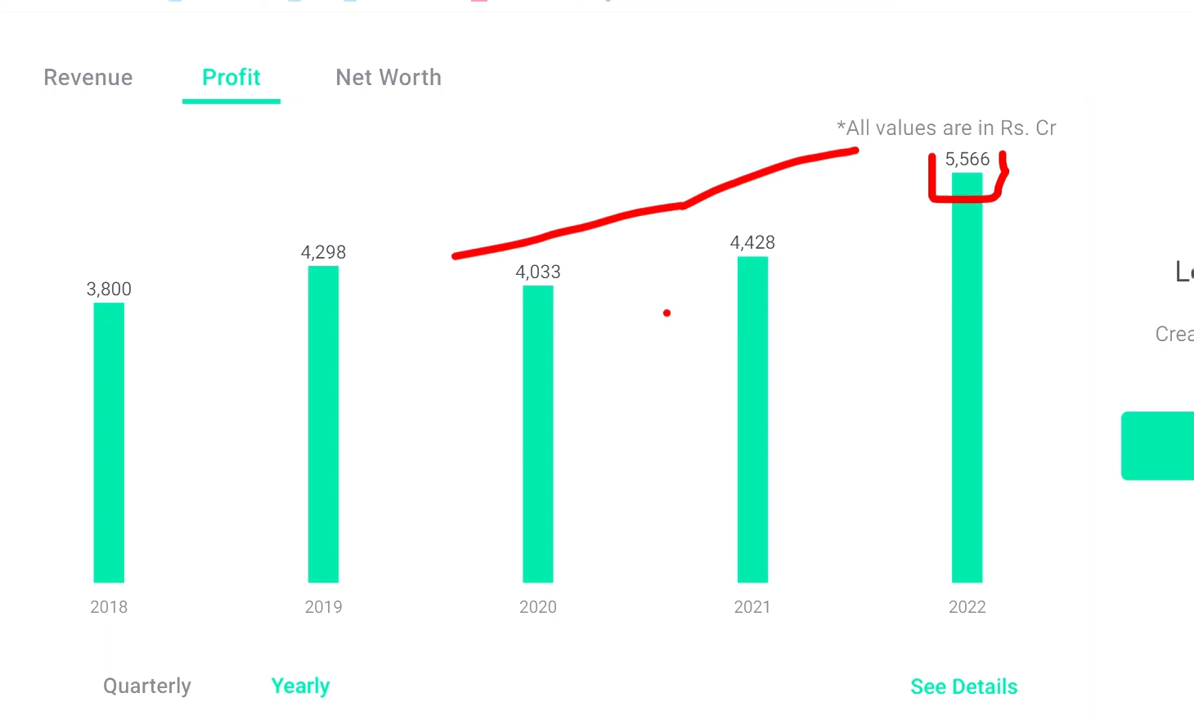 Revenue Profit Net Worth
*All values are in Rs. Cr
5,566
4,428
4,298
4,033
3,800
2018 2019 2020 2021 2022
Quarterly Yearly See Details